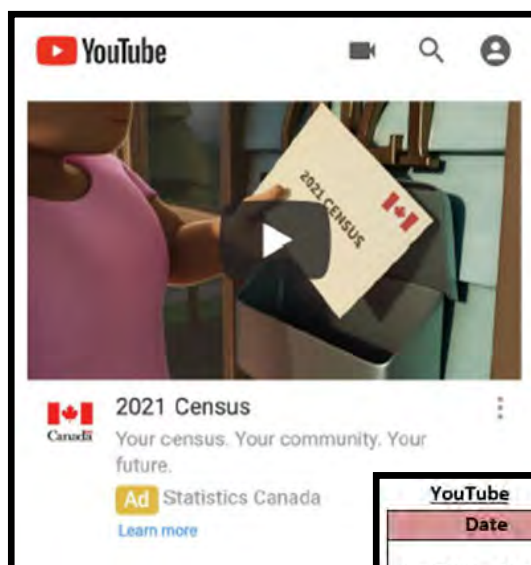 YouTube
2021 CENSUS
2021 Census
Canada
Your census. Your community. Your
future.
Ad Statistics Canada
Learn more
YouTube
Date